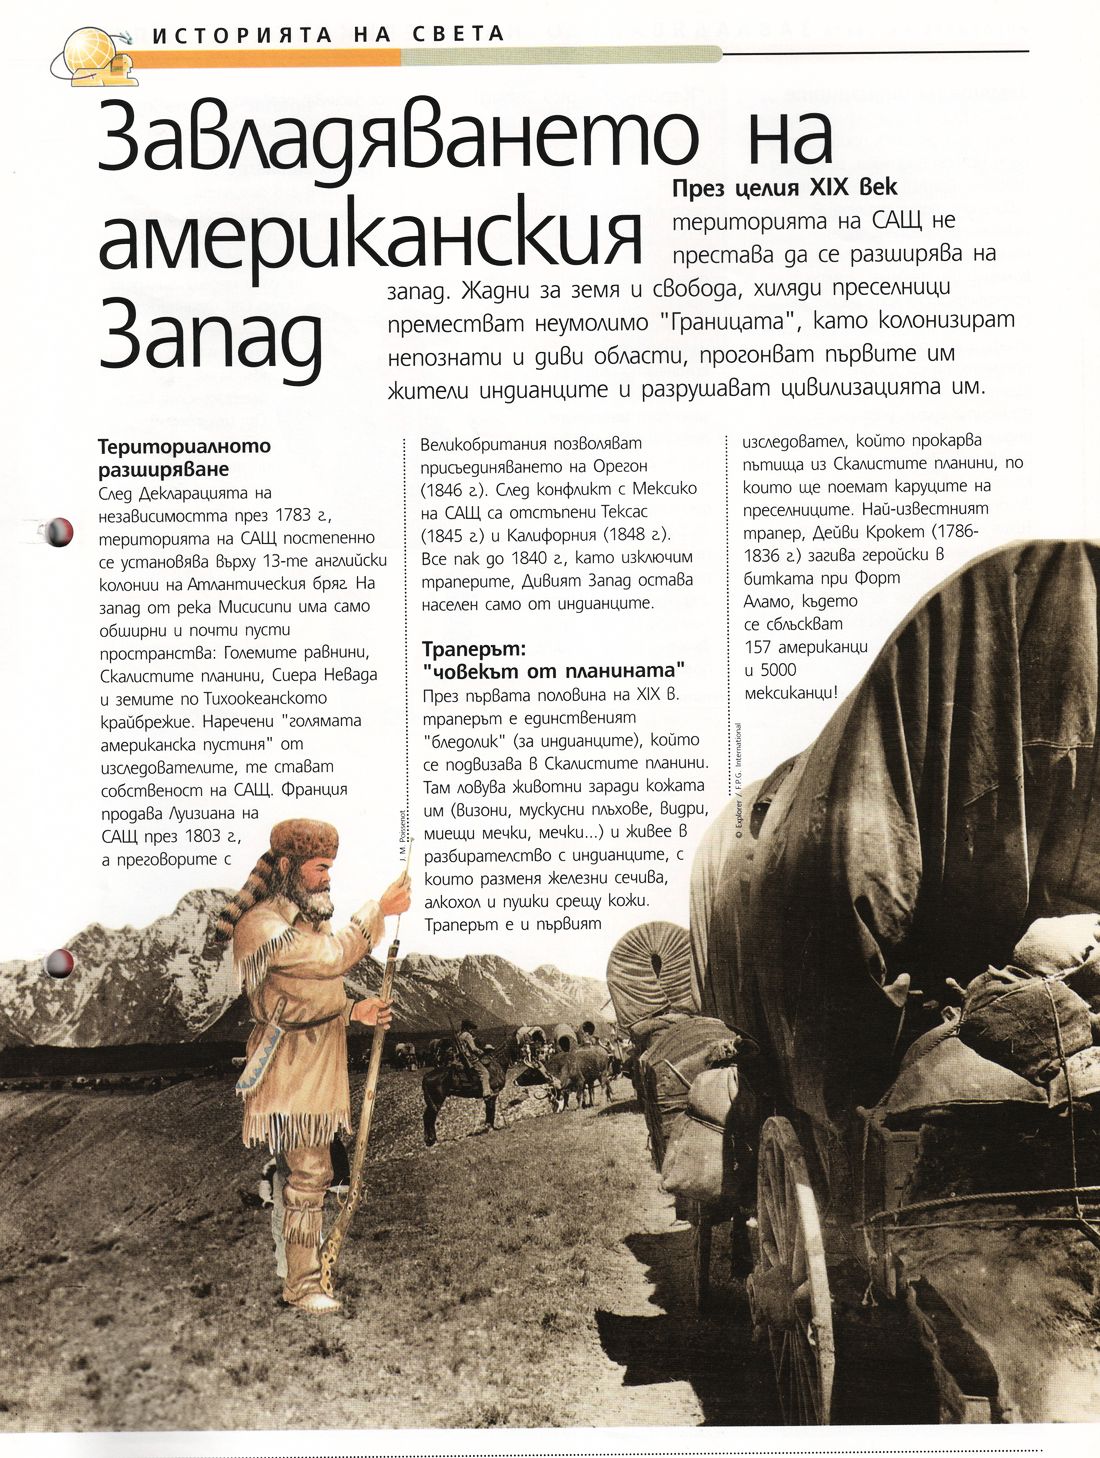 ИСТОРИЯТА НА СВЕТА
Завладяването на
американския
Запад
През целия XIX век
територията на САЩ не
престава да се разширява на
запад. Жадни за земя и свобода, хиляди преселници
преместват неумолимо "Границата", като колонизират
непознати и диви области, прогонват първите им
жители индианците и разрушават цивилизацията им.
Териториалното
разширяване
След Декларацията на
независимостта през 1783 г.,
територията на САЩ постепенно
се установява върху 13-те английски
колонии на Атлантическия бряг. На
запад от река Мисисипи има само
обширни и почти пусти
пространства: Големите равнини,
Скалистите планини, Сиера Невада
и земите по Тихоокеанското
крайбрежие. Наречени "голямата
американска пустиня" от
изследователите, те стават
собственост на САЩ. Франция
продава Луизиана на
САЩ през 1803 г.,
а преговорите с
Великобритания позволяват
присъединяването на Орегон
(1846 г.). След конфликт с Мексико
на САЩ са отстъпени Тексас
(1845 г.) и Калифорния (1848 г.).
Все пак до 1840 г., като изключим
траперите, Дивият Запад остава
населен само от индианците.
Траперът:
"човекът от планината"
През първата половина на XIX в.
траперът е единственият
"бледолик" (за индианците), който
се подвизава в Скалистите планини.
Там ловува животни заради кожата
им (визони, мускусни плъхове, видри,
миещи мечки, мечки...) и живее в
разбирателство с индианците, с
които разменя железни сечива,
алкохол и пушки срещу кожи.
Траперът е и първият
изследовател, който прокарва
пътища из Скалистите планини, по
които ще поемат каруците на
преселниците. Най-известният
трапер, Дейви Крокет (1786-
1836 г.) загива геройски в
битката при Форт
Аламо, където
се сблъскват
157 американци
и 5000
мексиканци!
J. M. Poissenot
© Explorer / F.P.G. International